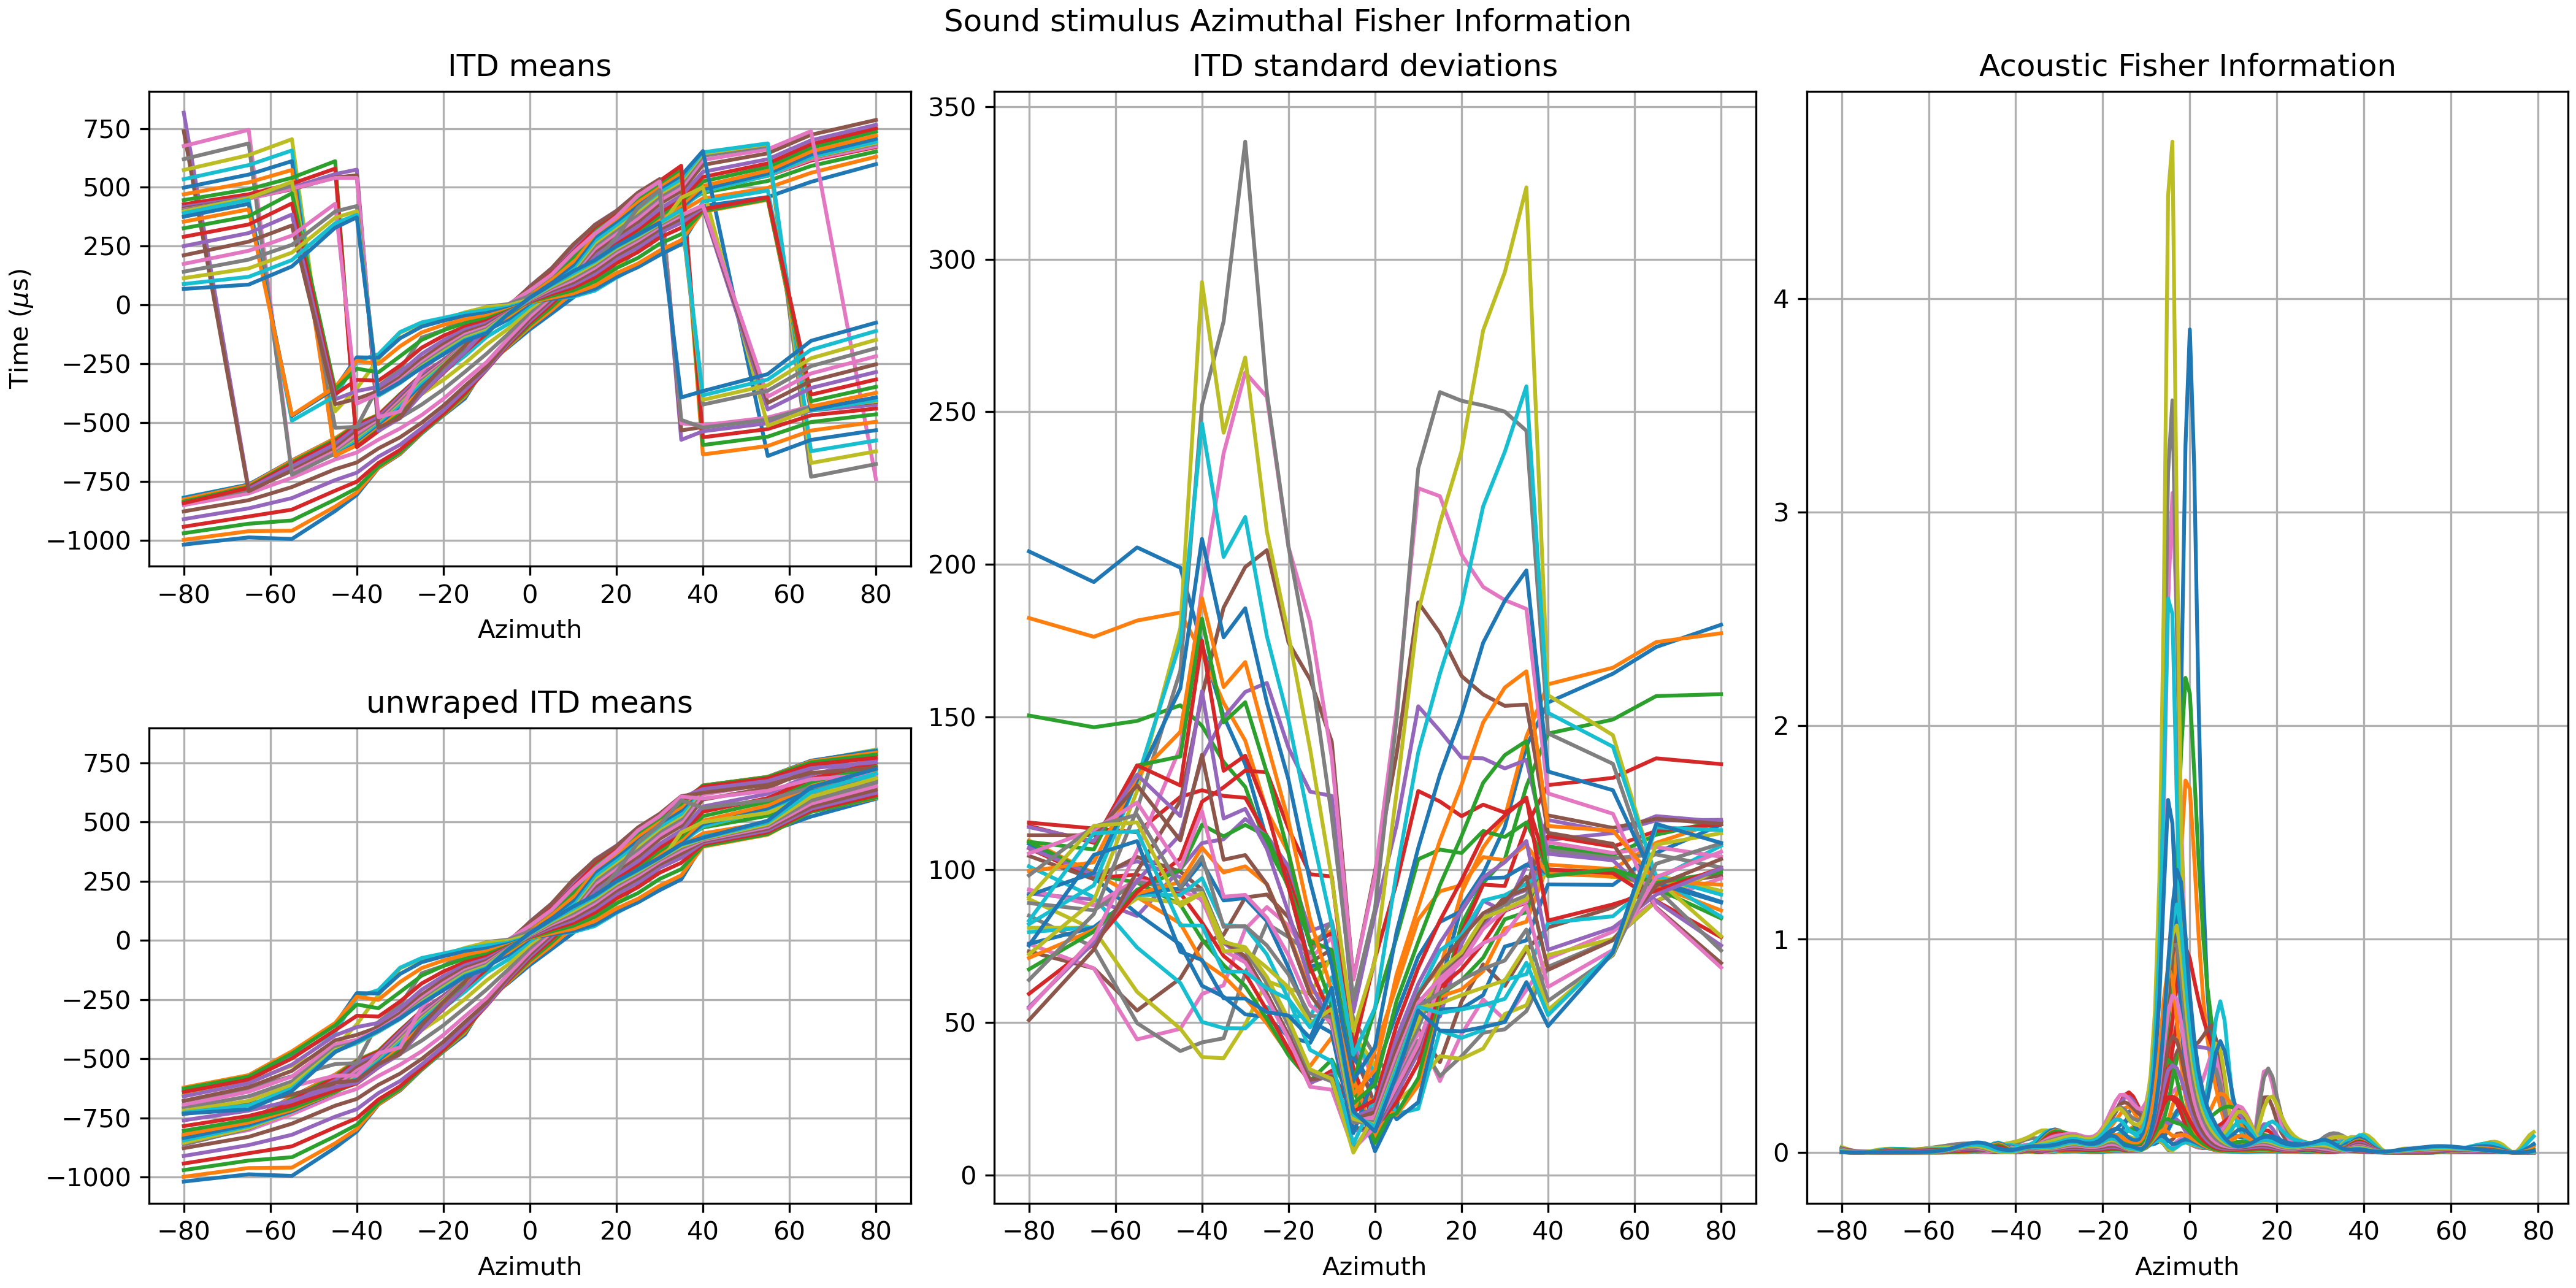 Sound stimulus Azimuthal Fisher Information
ITD means
750
500
250
0
−250
−500
−750
−1000
Time (μs)
−80 −60 −40 −20 0 20 40 60 80
Azimuth
unwraped ITD means
750
500
250
0
−250
−500
−750
−1000
−80 −60 −40 −20 0 20 40 60 80
Azimuth
ITD standard deviations
350
300
250
200
150
100
50
0
−80 −60 −40 −20 0 20 40 60 80
Azimuth
Acoustic Fisher Information
4
3
2
1
0
−80 −60 −40 −20 0 20 40 60 80
Azimuth